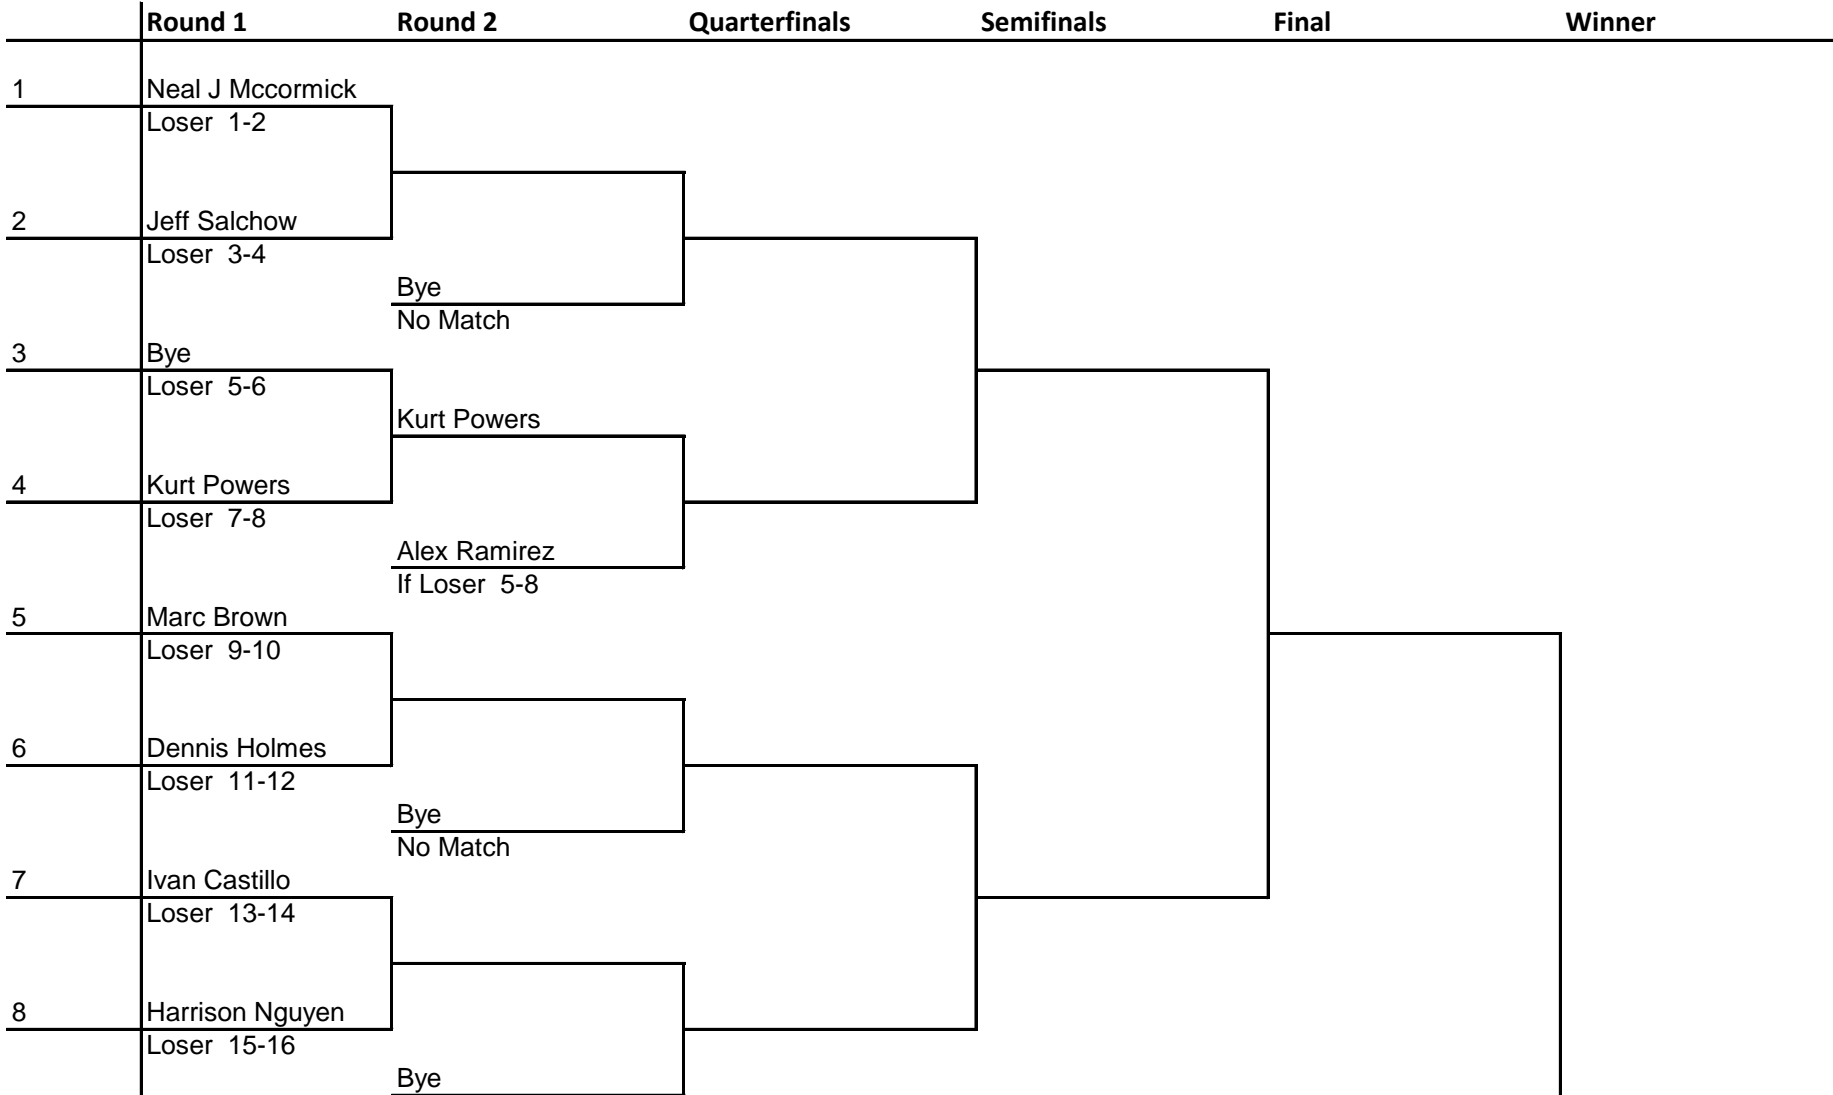 Round 1 Round 2 Quarterfinals Semifinals Final Winner
1 Neal J Mccormick
Loser 1-2
2 Jeff Salchow
Loser 3-4
Bye
No Match
3 Bye
Loser 5-6
Kurt Powers
4 Kurt Powers
Loser 7-8
Alex Ramirez
If Loser 5-8
5 Marc Brown
Loser 9-10
6 Dennis Holmes
Loser 11-12
Bye
No Match
7 Ivan Castillo
Loser 13-14
8 Harrison Nguyen
Loser 15-16
Bye